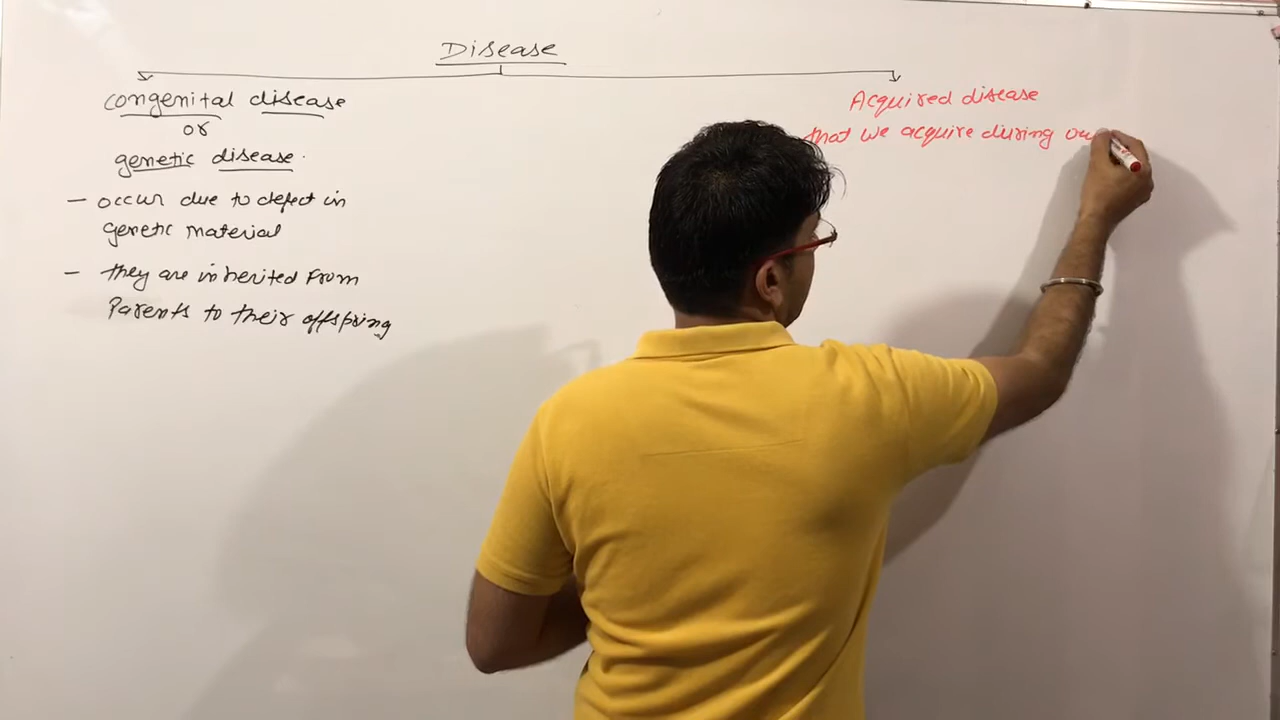 Disease
Congenital disease
or
genetic disease.
- occur due to defect in
genetic material
- they are inherited from
Parents to their offspring
Acquired disease
that we acquire during